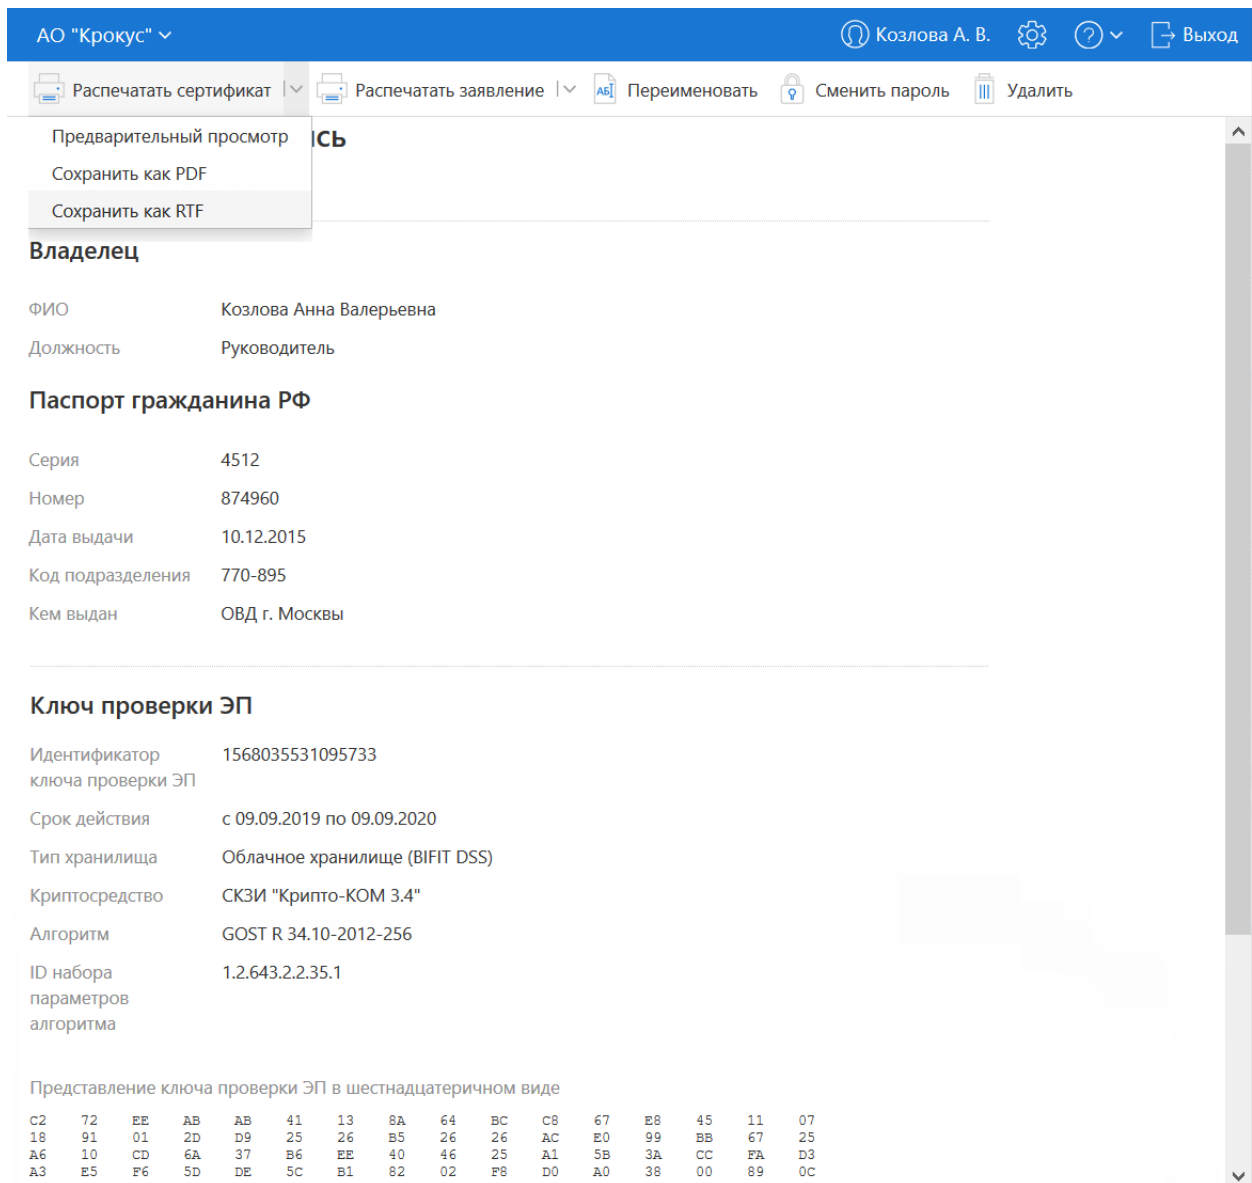 АО "Крокус" Козлова А. В. Выход
Распечатать сертификат Распечатать заявление Переименовать Сменить пароль Удалить
Предварительный просмотр
Сохранить как PDF
Сохранить как RTF
Владелец
ФИО Козлова Анна Валерьевна
Должность Руководитель
Паспорт гражданина РФ
Серия 4512
Номер 874960
Дата выдачи 10.12.2015
Код подразделения 770-895
Кем выдан ОВД г. Москвы
Ключ проверки ЭП
Идентификатор 1568035531095733
ключа проверки ЭП
Срок действия с 09.09.2019 по 09.09.2020
Тип хранилища Облачное хранилище (BIFIT DSS)
Криптосредство СКЗИ "Крипто-КОМ 3.4"
Алгоритм GOST R 34.10-2012-256
ID набора 1.2.643.2.2.35.1
параметров
алгоритма
Представление ключа проверки ЭП в шестнадцатеричном виде
C2 72 EE AB AB 41 13 8A 64 BC C8 67 E8 45 11 07
18 91 01 2D D9 25 26 B5 26 26 AC E0 99 BB 67 25
A6 10 CD 6A 37 B6 EE 40 46 25 A1 5B 3A CC FA D3
A3 E5 F6 5D DE 5C B1 82 02 F8 D0 A0 38 00 89 0C